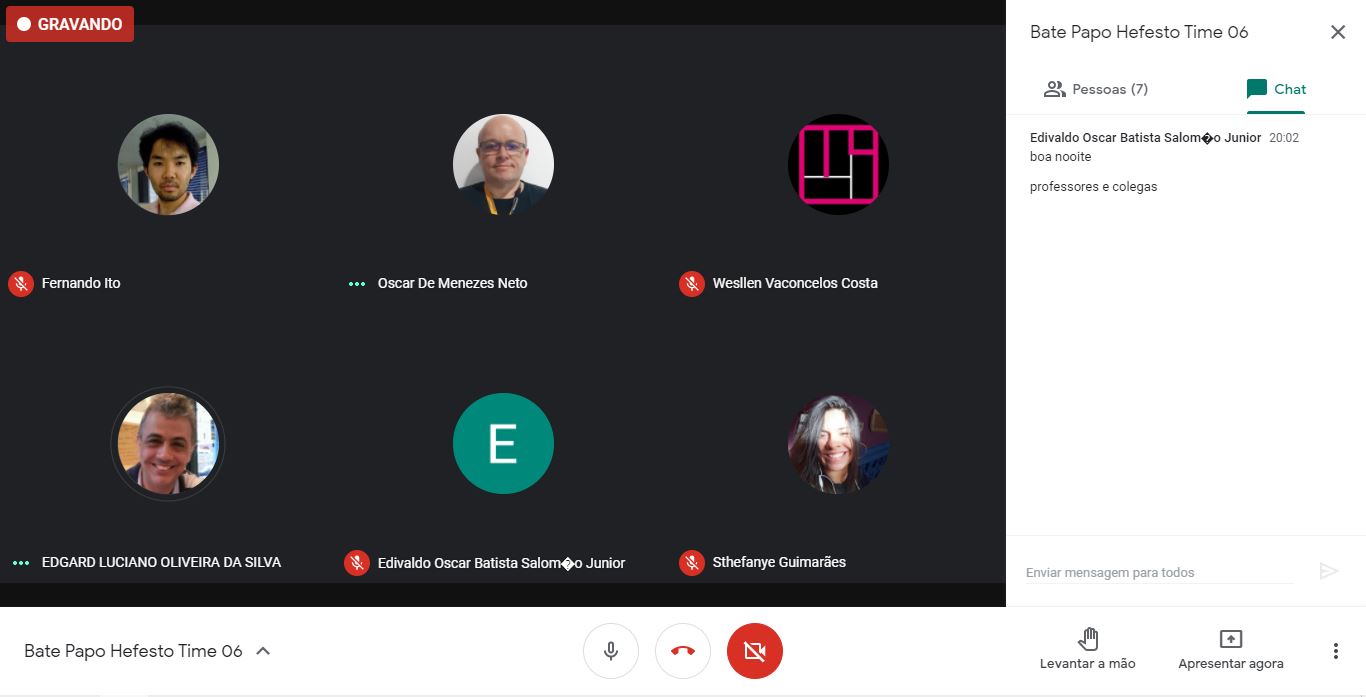 GRAVANDO
Fernando Ito
Oscar De Menezes Neto
Wesllen Vaconcelos Costa
E
EDGARD LUCIANO OLIVEIRA DA SILVA
Edivaldo Oscar Batista Salom�o Junior
Sthefanye Guimarães
Bate Papo Hefesto Time 06
Pessoas (7)
Chat
Edivaldo Oscar Batista Salom�o Junior 20:02
boa nooite
professores e colegas
Enviar mensagem para todos
Bate Papo Hefesto Time 06
Levantar a mão
Apresentar agora